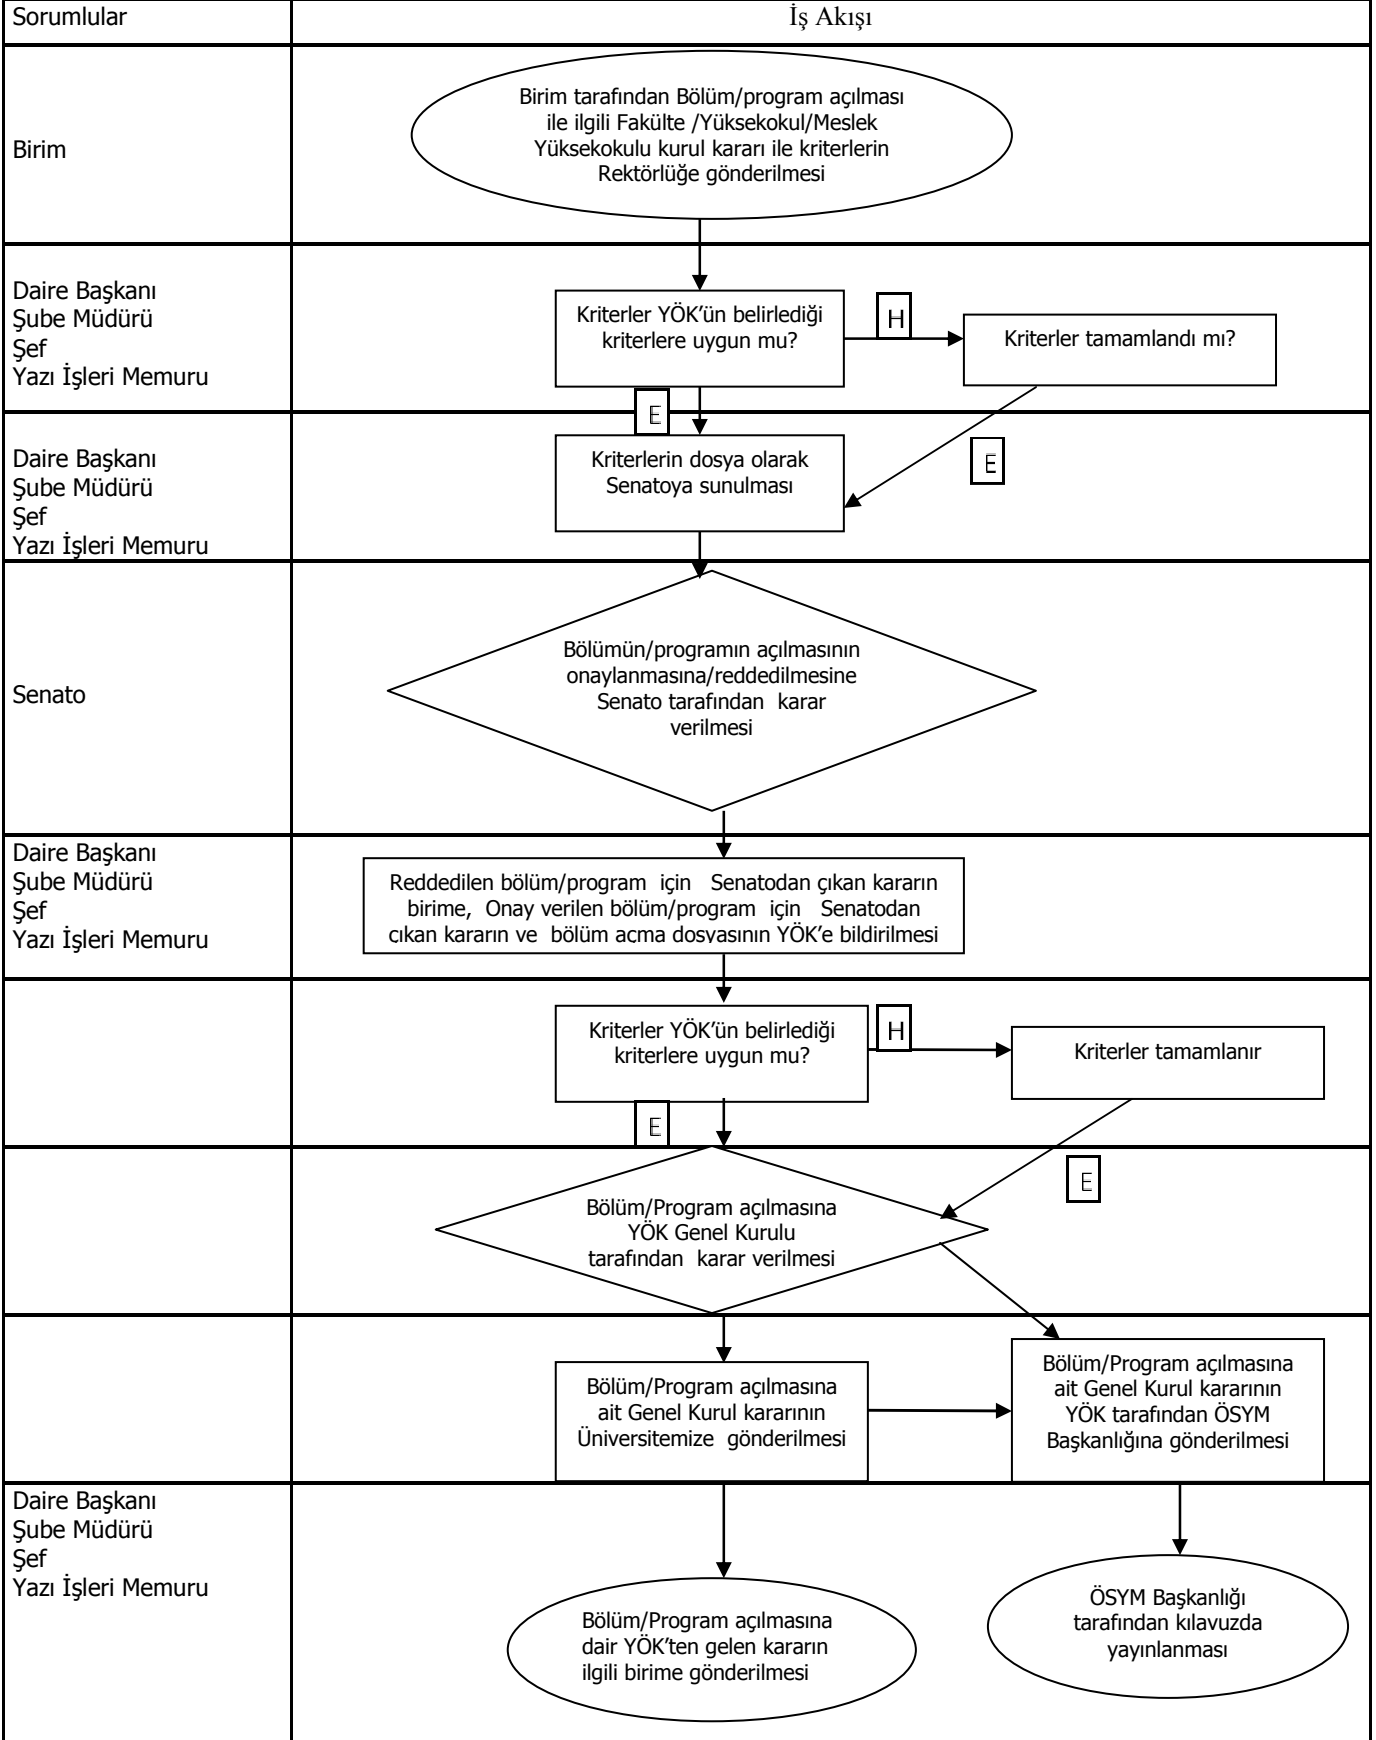 Sorumlular
İş Akışı
Birim
Birim tarafından Bölüm/program açılması
ile ilgili Fakülte /Yüksekokul/Meslek
Yüksekokulu kurul kararı ile kriterlerin
Rektörlüğe gönderilmesi
Daire Başkanı
Şube Müdürü
Şef
Yazı İşleri Memuru
Kriterler YÖK’ün belirlediği
kriterlere uygun mu?
H
Kriterler tamamlandı mı?
E
Daire Başkanı
Şube Müdürü
Şef
Yazı İşleri Memuru
Kriterlerin dosya olarak
Senatoya sunulması
E
Senato
Bölümün/programın açılmasının
onaylanmasına/reddedilmesine
Senato tarafından karar
verilmesi
Daire Başkanı
Şube Müdürü
Şef
Yazı İşleri Memuru
Reddedilen bölüm/program için Senatodan çıkan kararın
birime, Onay verilen bölüm/program için Senatodan
çıkan kararın ve bölüm açma dosyasının YÖK’e bildirilmesi
Kriterler YÖK’ün belirlediği
kriterlere uygun mu?
H
Kriterler tamamlanır
E
E
Bölüm/Program açılmasına
YÖK Genel Kurulu
tarafından karar verilmesi
Bölüm/Program açılmasına
ait Genel Kurul kararının
Üniversitemize gönderilmesi
Bölüm/Program açılmasına
ait Genel Kurul kararının
YÖK tarafından ÖSYM
Başkanlığına gönderilmesi
Daire Başkanı
Şube Müdürü
Şef
Yazı İşleri Memuru
Bölüm/Program açılmasına
dair YÖK’ten gelen kararın
ilgili birime gönderilmesi
ÖSYM Başkanlığı
tarafından kılavuzda
yayınlanması